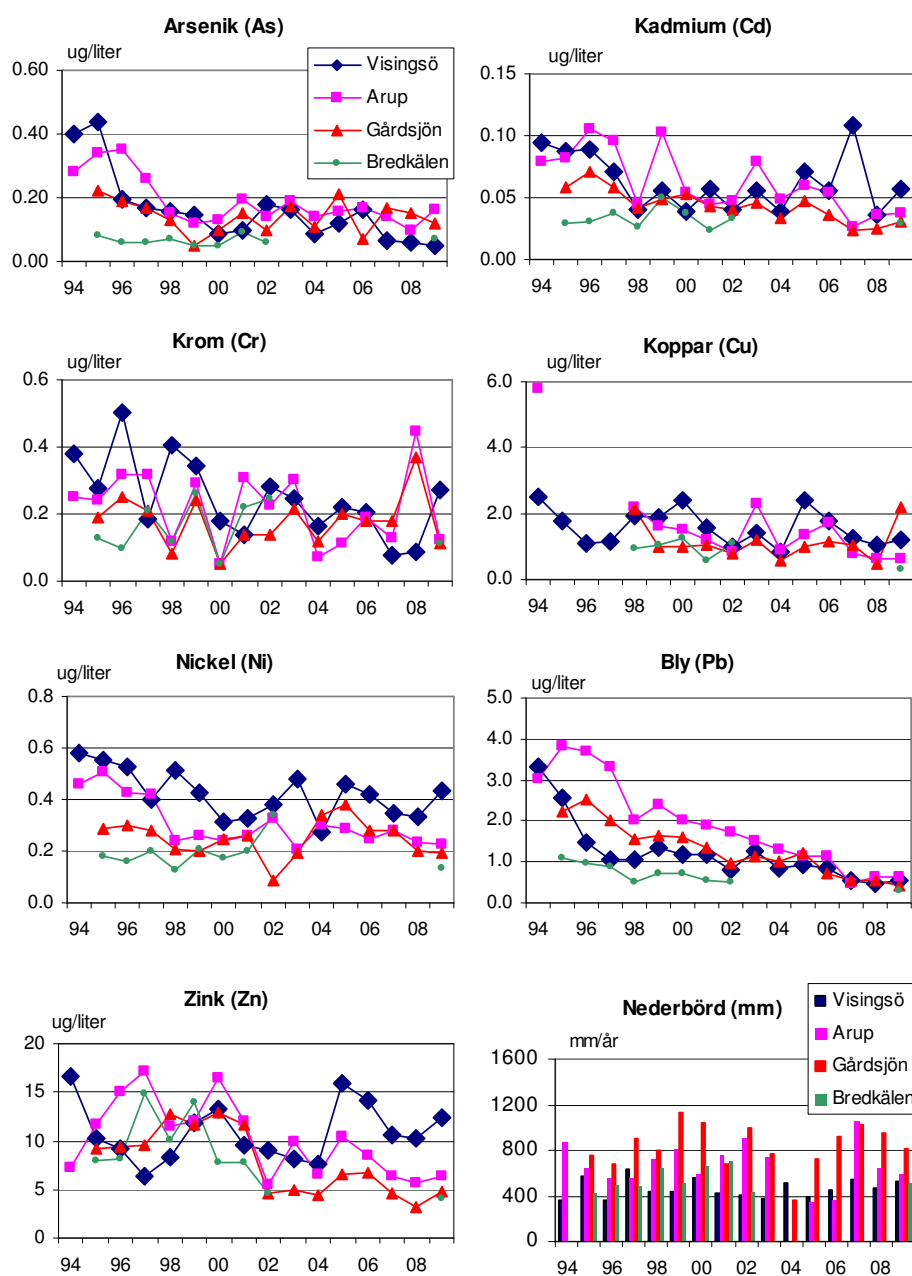 Arsenik (As)
ug/liter
0.60
0.40
0.20
0.00
94 96 98 00 02 04 06 08
Visingsö
Arup
Gårdsjön
Bredkälen
Kadmium (Cd)
ug/liter
0.15
0.10
0.05
0.00
94 96 98 00 02 04 06 08
Krom (Cr)
ug/liter
0.6
0.4
0.2
0.0
94 96 98 00 02 04 06 08
Koppar (Cu)
ug/liter
6.0
4.0
2.0
0.0
94 96 98 00 02 04 06 08
Nickel (Ni)
ug/liter
0.8
0.6
0.4
0.2
0.0
94 96 98 00 02 04 06 08
Bly (Pb)
ug/liter
5.0
4.0
3.0
2.0
1.0
0.0
94 96 98 00 02 04 06 08
Zink (Zn)
ug/liter
20
15
10
5
0
94 96 98 00 02 04 06 08
Nederbörd (mm)
mm/år
1600
1200
800
400
0
94 96 98 00 02 04 06 08
Visingsö
Arup
Gårdsjön
Bredkälen